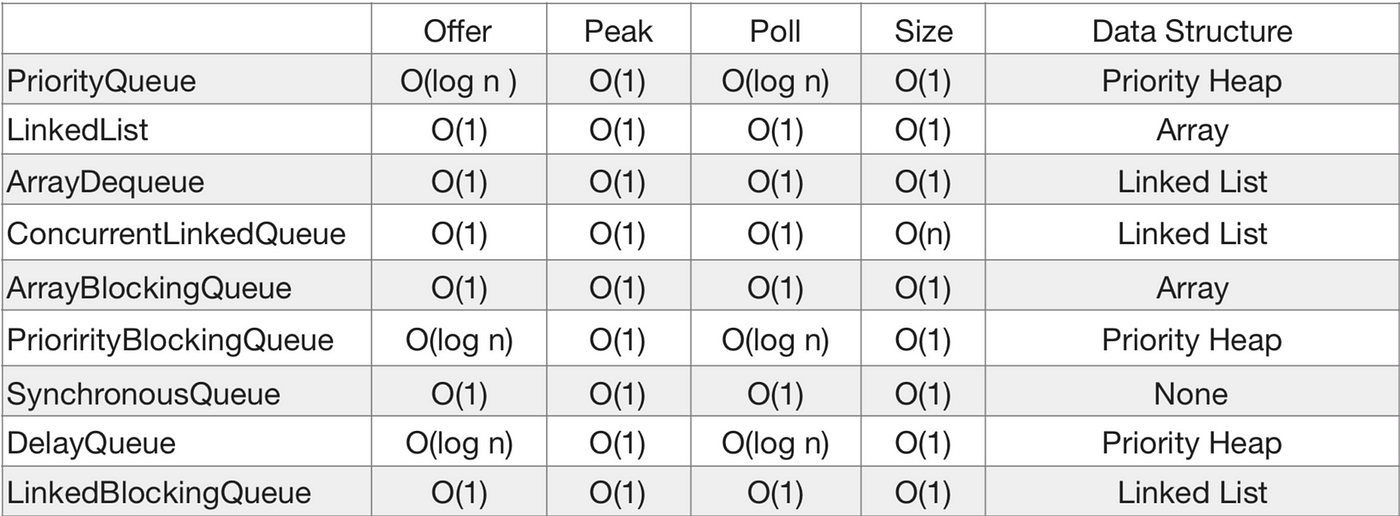 Offer Peak Poll Size Data Structure
PriorityQueue O(log n ) O(1) O(log n) O(1) Priority Heap
LinkedList O(1) O(1) O(1) O(1) Array
ArrayDequeue O(1) O(1) O(1) O(1) Linked List
ConcurrentLinkedQueue O(1) O(1) O(1) O(n) Linked List
ArrayBlockingQueue O(1) O(1) O(1) O(1) Array
PrioririityBlockingQueue O(log n) O(1) O(log n) O(1) Priority Heap
SynchronousQueue O(1) O(1) O(1) O(1) None
DelayQueue O(log n) O(1) O(log n) O(1) Priority Heap
LinkedBlockingQueue O(1) O(1) O(1) O(1) Linked List